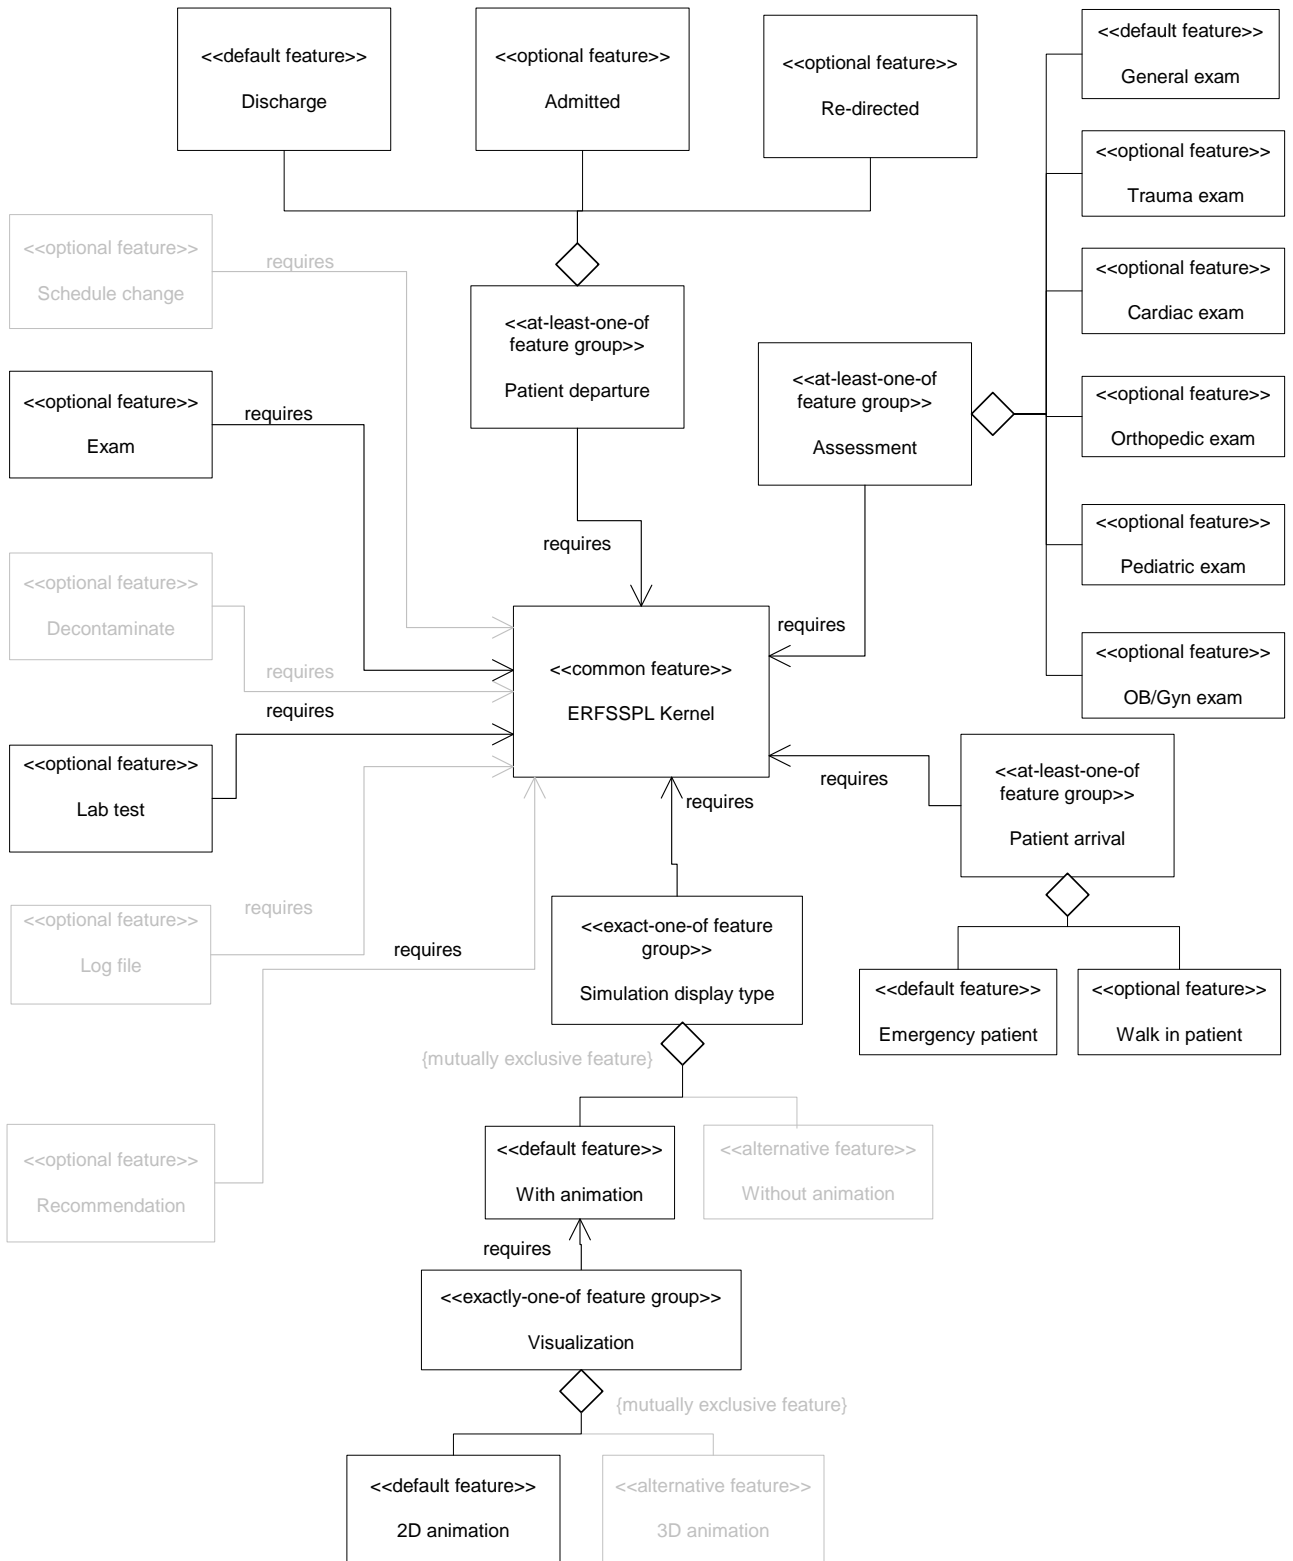 <<default feature>>
Discharge
<<optional feature>>
Admitted
<<optional feature>>
Re-directed
<<default feature>>
General exam
<<optional feature>>
Trauma exam
<<optional feature>>
Schedule change
requires
<<optional feature>>
Cardiac exam
<<at-least-one-of
feature group>>
Patient departure
<<at-least-one-of
feature group>>
Assessment
<<optional feature>>
Exam
requires
<<optional feature>>
Orthopedic exam
<<optional feature>>
Pediatric exam
requires
<<optional feature>>
Decontaminate
requires
requires
<<common feature>>
ERFSSPL Kernel
requires
<<optional feature>>
OB/Gyn exam
requires
<<optional feature>>
Lab test
requires
requires
<<at-least-one-of
feature group>>
Patient arrival
<<optional feature>>
Log file
requires
requires
<<exact-one-of feature
group>>
Simulation display type
<<default feature>>
Emergency patient
<<optional feature>>
Walk in patient
{mutually exclusive feature}
<<optional feature>>
Recommendation
<<default feature>>
With animation
<<alternative feature>>
Without animation
requires
<<exactly-one-of feature group>>
Visualization
{mutually exclusive feature}
<<default feature>>
2D animation
<<alternative feature>>
3D animation